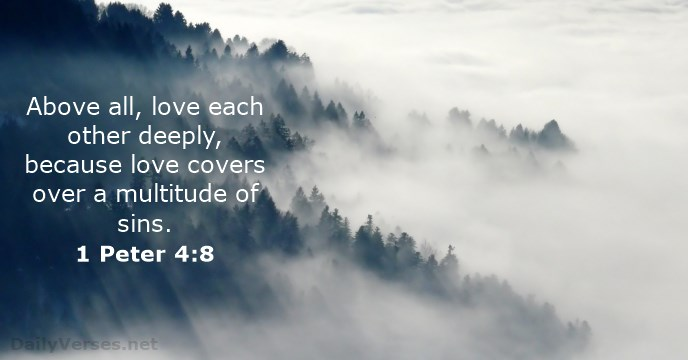 Above all, love each
other deeply,
because love covers
over a multitude of
sins.
1 Peter 4:8
DailyVerses.net